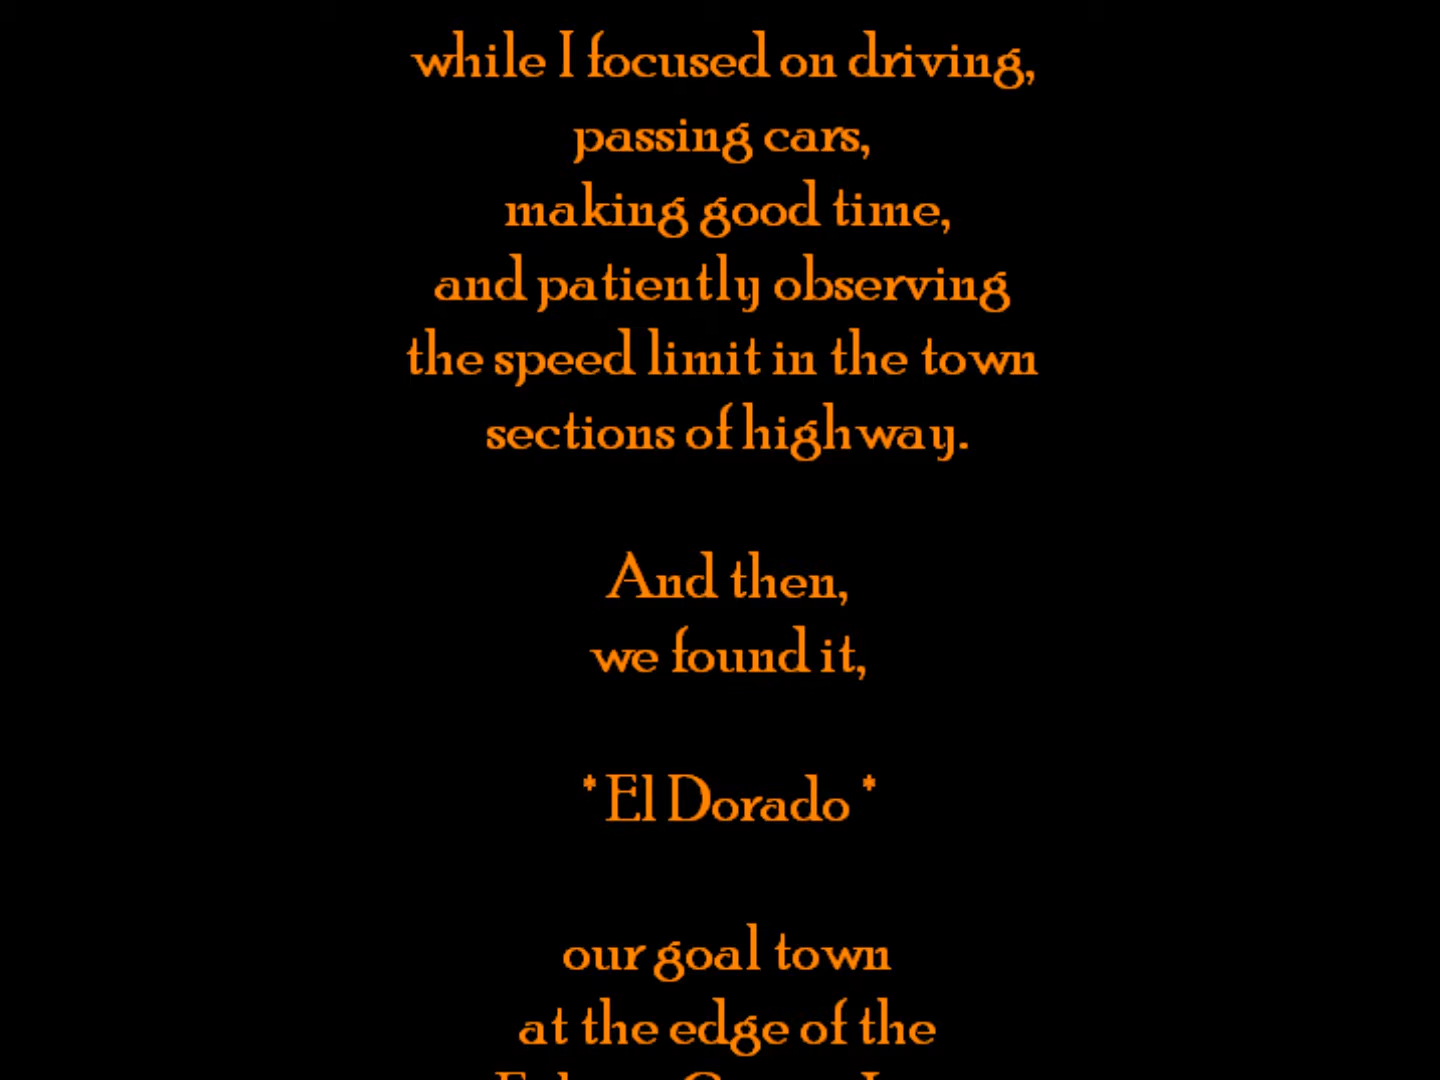 while I focused on driving,
passing cars,
making good time,
and patiently observing
the speed limit in the town
sections of highway.
And then,
we found it,
* El Dorado *
our goal town
at the edge of the